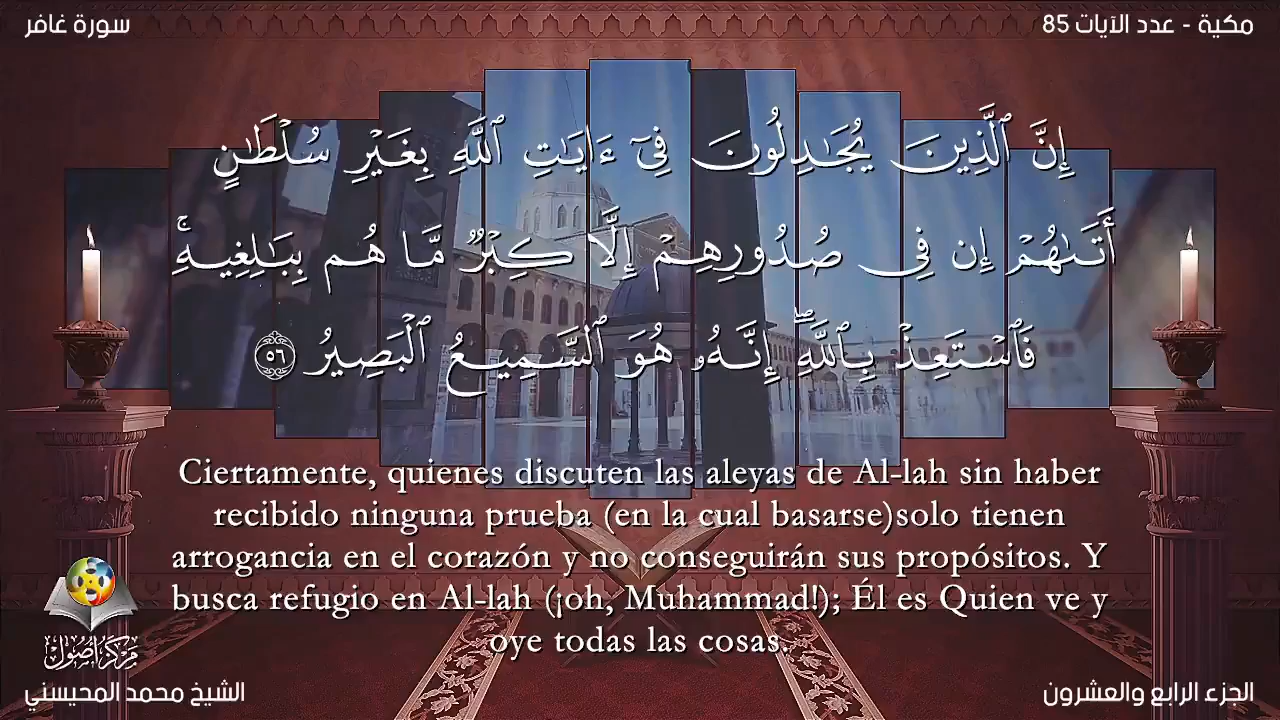 سورة غافر
مكية - عدد الآيات 85
إِنَّ ٱلَّذِينَ يُجَٰدِلُونَ فِىٓ ءَايَٰتِ ٱللَّهِ بِغَيْرِ سُلْطَٰنٍ
أَتَىٰهُمْ إِن فِى صُدُورِهِمْ إِلَّا كِبْرٌ مَّا هُم بِبَٰلِغِيهِ ۚ
فَٱسْتَعِذْ بِٱللَّهِ ۖ إِنَّهُۥ هُوَ ٱلسَّمِيعُ ٱلْبَصِيرُ ٥٦
Ciertamente, quienes discuten las aleyas de Al-lah sin haber
recibido ninguna prueba (en la cual basarse)solo tienen
arrogancia en el corazón y no conseguirán sus propósitos. Y
busca refugio en Al-lah (¡oh, Muhammad!); Él es Quien ve y
oye todas las cosas.
مركز أصول
الشيخ محمد المحيسني
الجزء الرابع والعشرون